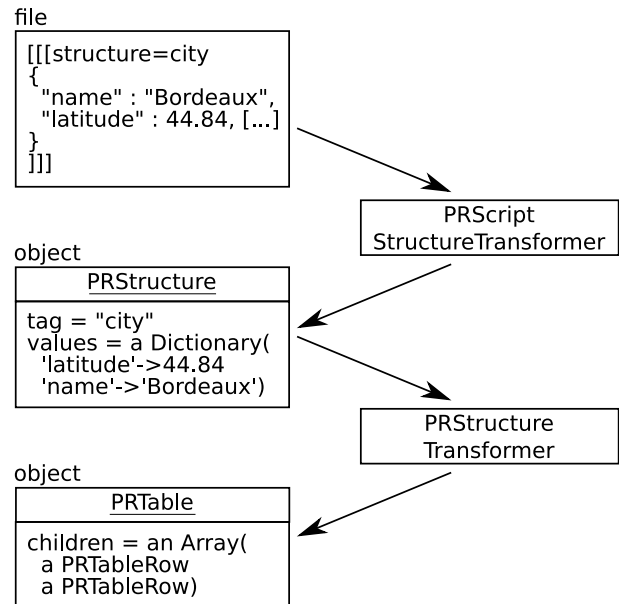 file
[[[structure=city
{
"name" : "Bordeaux",
"latitude" : 44.84, [...]
}
]]]
PRScript
StructureTransformer
object
PRStructure
tag = "city"
values = a Dictionary(
'latitude'->44.84
'name'->'Bordeaux')
PRStructure
Transformer
object
PRTable
children = an Array(
a PRTableRow
a PRTableRow)